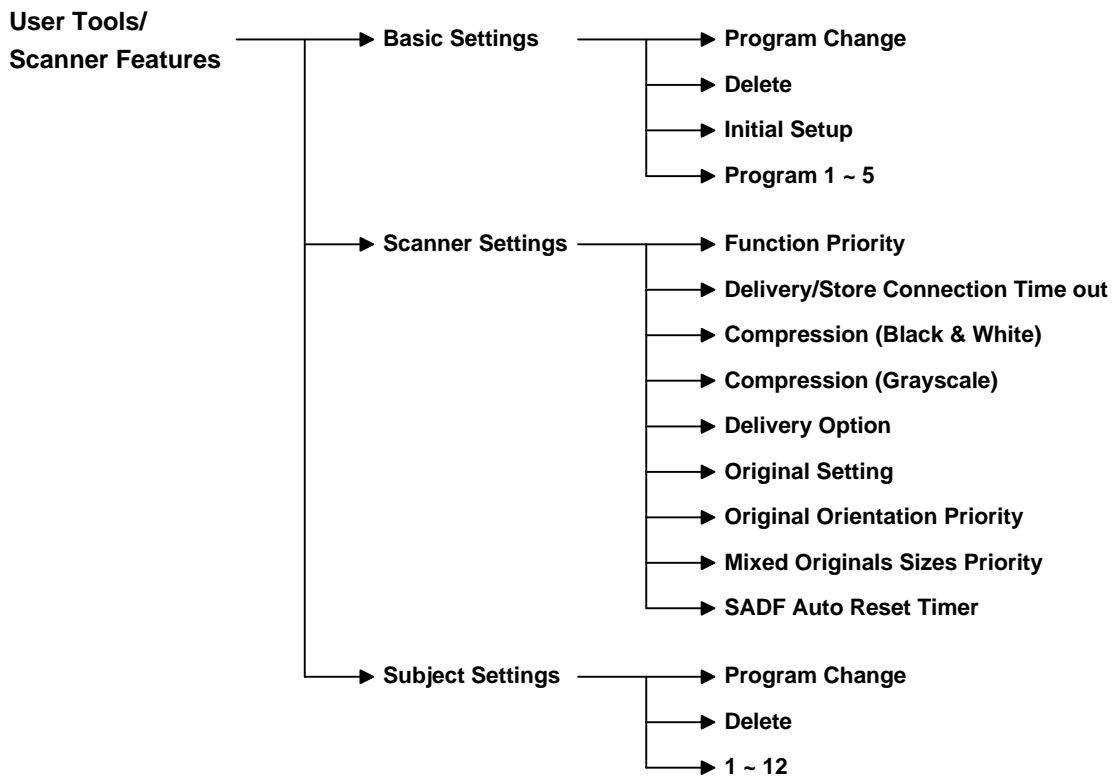 User Tools/
Scanner Features
Basic Settings
Program Change
Delete
Initial Setup
Program 1 ~ 5
Scanner Settings
Function Priority
Delivery/Store Connection Time out
Compression (Black & White)
Compression (Grayscale)
Delivery Option
Original Setting
Original Orientation Priority
Mixed Originals Sizes Priority
SADF Auto Reset Timer
Subject Settings
Program Change
Delete
1 ~ 12